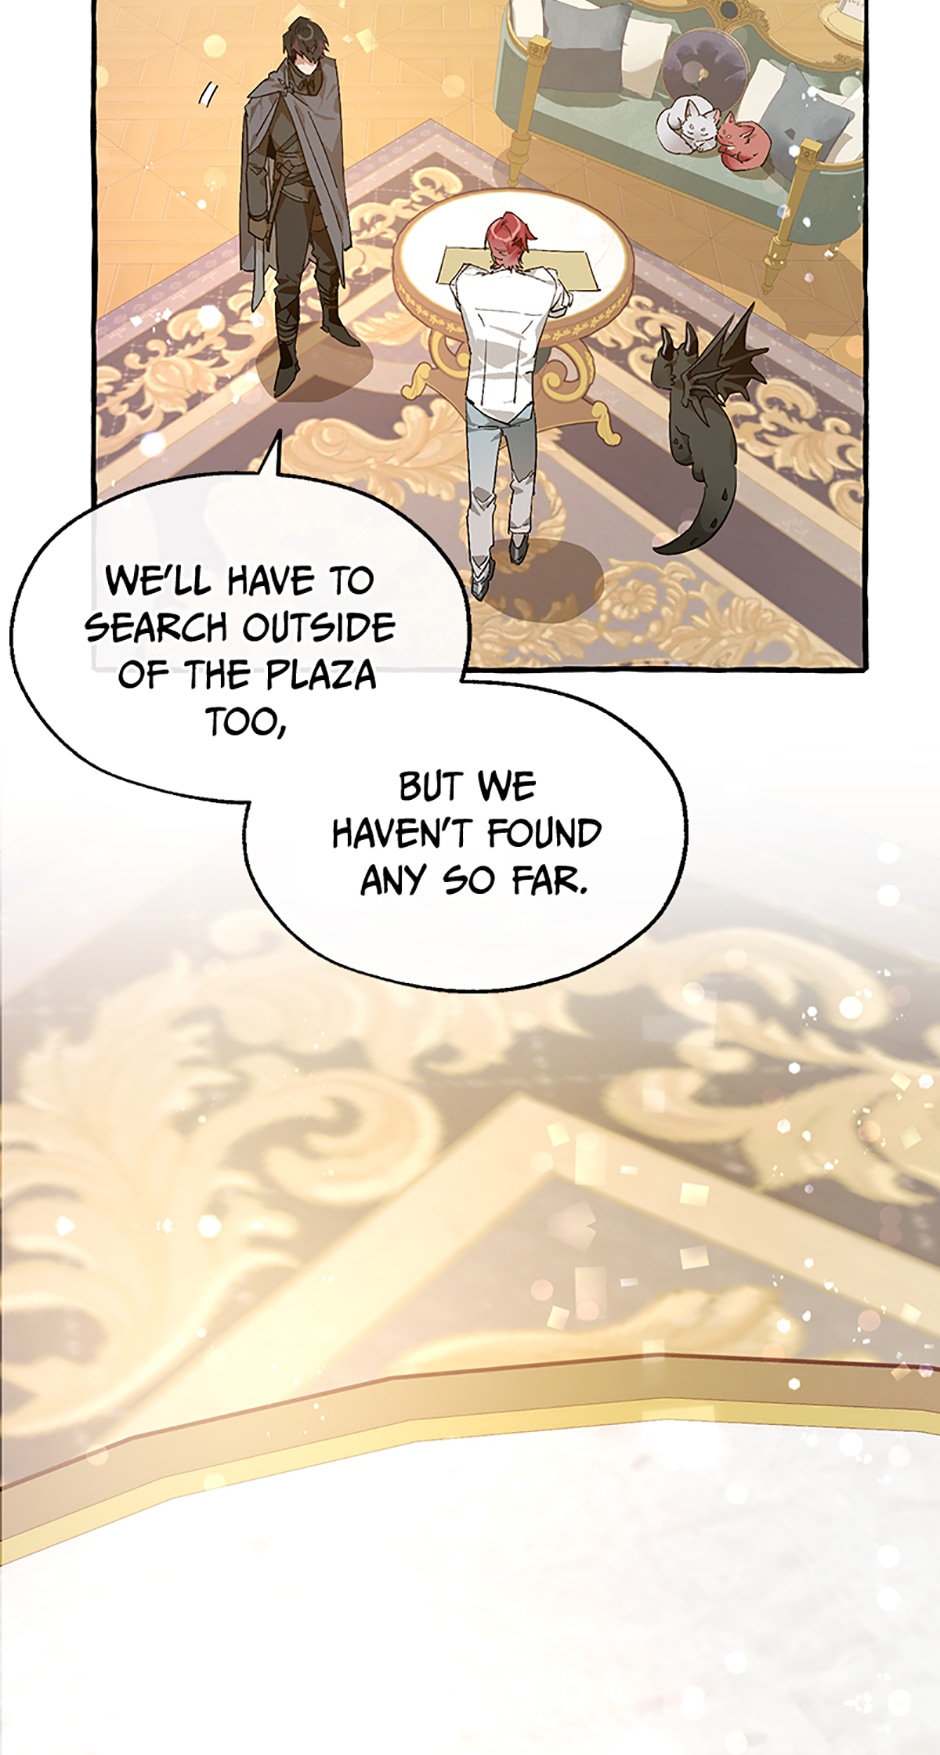 WE'LL HAVE TO
SEARCH OUTSIDE
OF THE PLAZA
TOO,
BUT WE
HAVEN'T FOUND
ANY SO FAR.